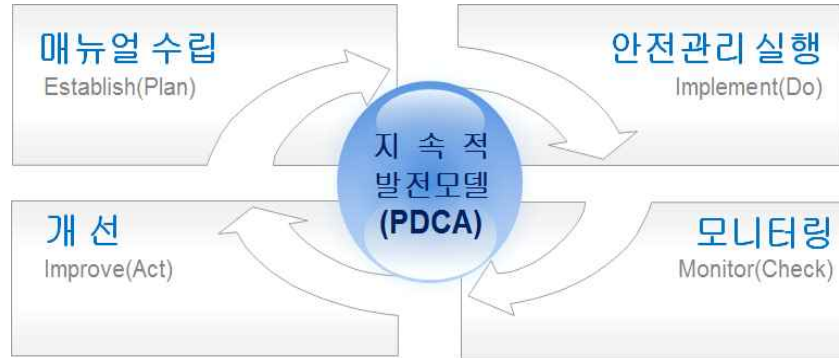 매뉴얼 수립
Establish(Plan)
안전관리 실행
Implement(Do)
지 속 적
발전모델
(PDCA)
개 선
Improve(Act)
모니터링
Monitor(Check)